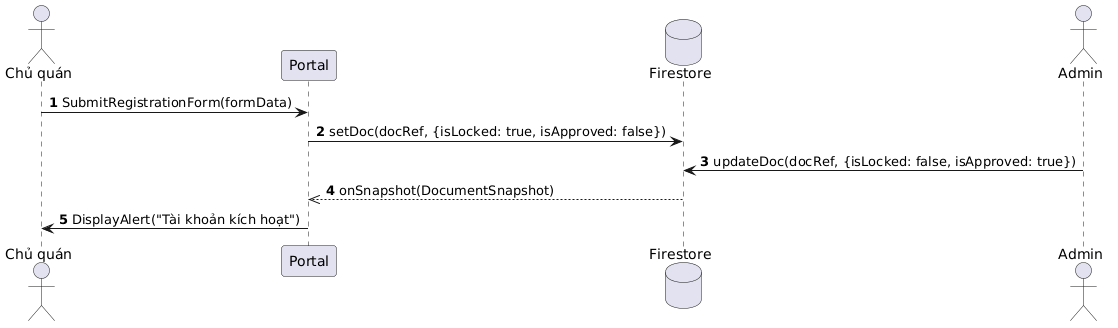 Chủ quán
Portal
Firestore
Admin
1 SubmitRegistrationForm(formData)
2 setDoc(docRef, {isLocked: true, isApproved: false})
3 updateDoc(docRef, {isLocked: false, isApproved: true})
4 onSnapshot(DocumentSnapshot)
5 DisplayAlert("Tài khoản kích hoạt")
Chủ quán
Portal
Firestore
Admin